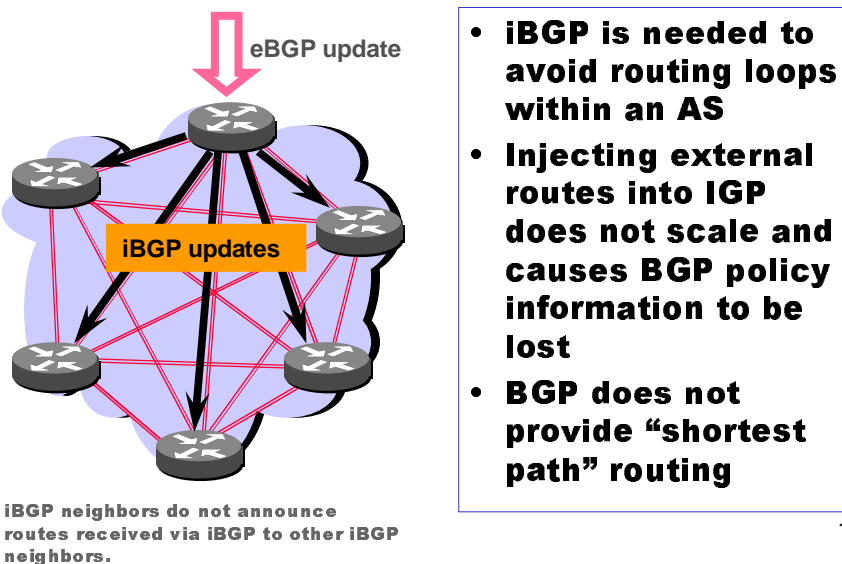 eBGP update
iBGP updates
iBGP neighbors do not announce
routes received via iBGP to other iBGP
neighbors.
• iBGP is needed to
avoid routing loops
within an AS
• Injecting external
routes into IGP
does not scale and
causes BGP policy
information to be
lost
• BGP does not
provide “shortest
path” routing